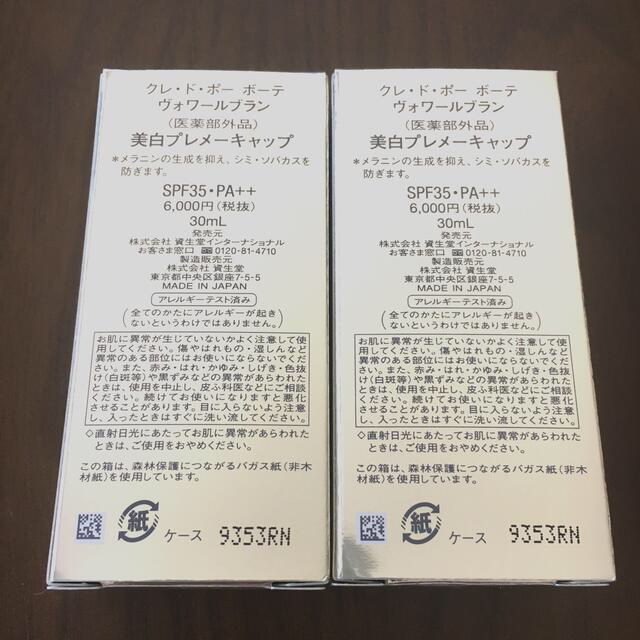 クレ・ド・ポー ボーテ
ヴォワールブラン
(医薬部外品)
美白プレメーキャップ
*メラニンの生成を抑え、シミ・ソバカスを
防ぎます。
SPF35・PA++
6,000円(税抜)
30mL
発売元
株式会社 資生堂インターナショナル
お客さま窓口 0120-81-4710
製造販売元
株式会社 資生堂
東京都中央区銀座7-5-5
MADE IN JAPAN
アレルギーテスト済み
(全てのかたにアレルギーが起き
ないというわけではありません。)
お肌に異常が生じていないかよく注意して使
用してください。傷やはれもの・湿しんなど
異常のある部位にはお使いにならないでくだ
さい。また、赤み・はれ・かゆみ・しげき・色抜
け(白斑等)や黒ずみなどの異常があらわれた
ときは、使用を中止し、皮ふ科医などにご相談
ください。続けてお使いになりますと悪化
させることがあります。目に入らないよう注意
し、入ったときはすぐに洗い流してください。
◇直射日光にあたってお肌に異常があらわれた
ときは、ご使用をおやめください。
この箱は、森林保護につながるバガス紙(非木
材紙)を使用しています。
紙
ケース
9353RN
クレ・ド・ポー ボーテ
ヴォワールブラン
(医薬部外品)
美白プレメーキャップ
*メラニンの生成を抑え、シミ・ソバカスを
防ぎます。
SPF35・PA++
6,000円(税抜)
30mL
発売元
株式会社 資生堂インターナショナル
お客さま窓口 0120-81-4710
製造販売元
株式会社 資生堂
東京都中央区銀座7-5-5
MADE IN JAPAN
アレルギーテスト済み
(全てのかたにアレルギーが起き
ないというわけではありません。)
お肌に異常が生じていないかよく注意して使
用してください。傷やはれもの・湿しんなど
異常のある部位にはお使いにならないでくだ
さい。また、赤み・はれ・かゆみ・しげき・色抜
け(白斑等)や黒ずみなどの異常があらわれた
ときは、使用を中止し、皮ふ科医などにご相談
ください。続けてお使いになりますと悪化
させることがあります。目に入らないよう注意
し、入ったときはすぐに洗い流してください。
◇直射日光にあたってお肌に異常があらわれた
ときは、ご使用をおやめください。
この箱は、森林保護につながるバガス紙(非木
材紙)を使用しています。
紙
ケース
9353RN